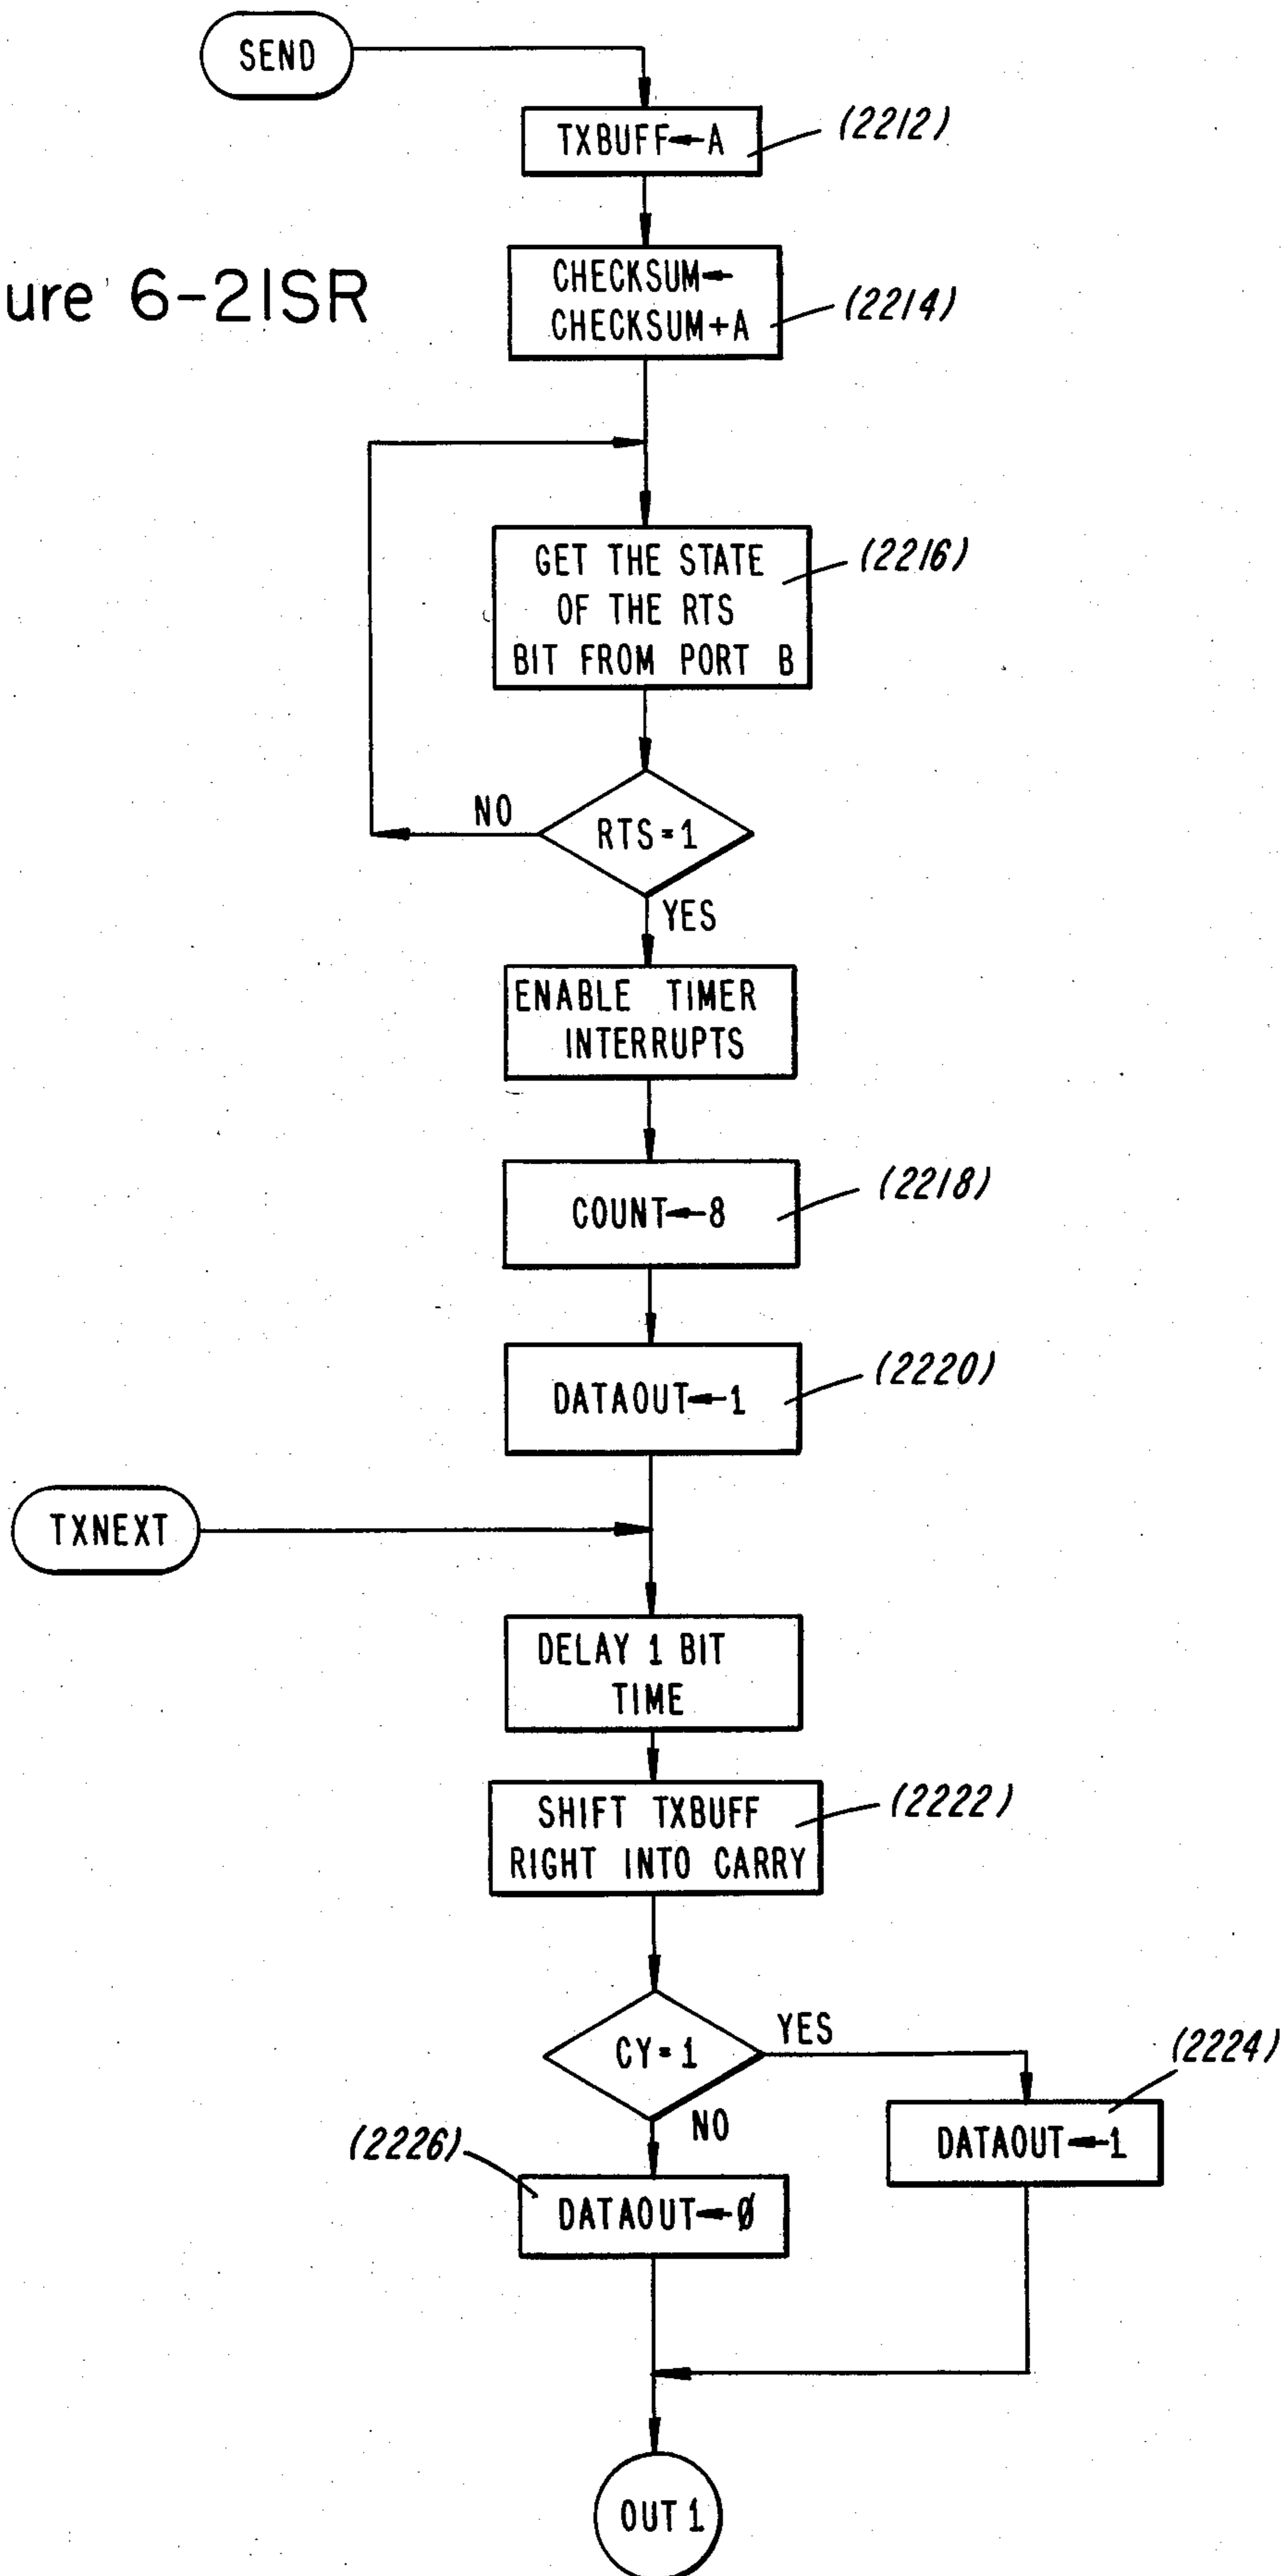 SEND
TXBUFF←A
(2212)
ure 6-21SR
CHECKSUM←
CHECKSUM+A
(2214)
GET THE STATE
OF THE RTS
BIT FROM PORT B
(2216)
NO
RTS=1
YES
ENABLE TIMER
INTERRUPTS
COUNT←8
(2218)
DATAOUT←1
(2220)
TXNEXT
DELAY 1 BIT
TIME
SHIFT TXBUFF
RIGHT INTO CARRY
(2222)
CY=1
YES
(2224)
NO
DATAOUT←1
(2226)
DATAOUT←Ø
OUT 1